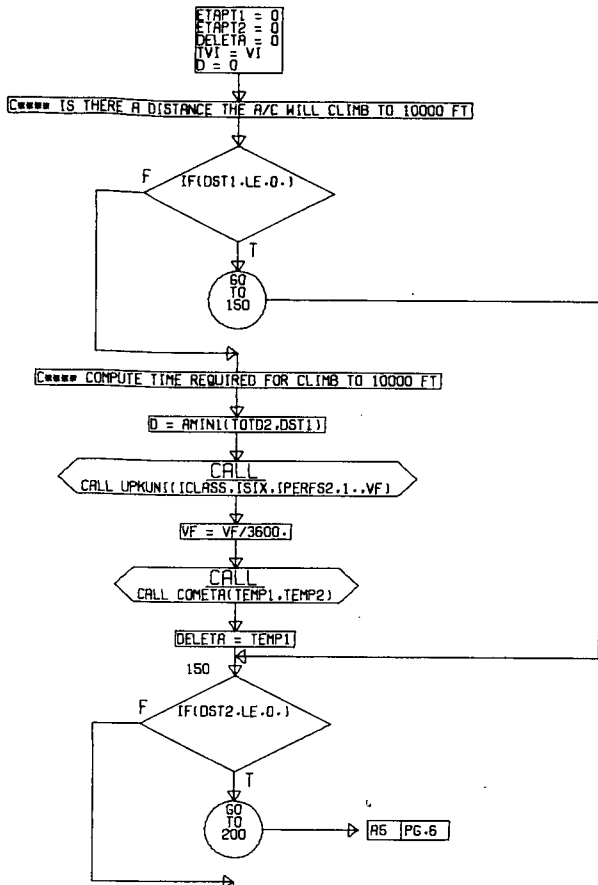 ETAPT1 = 0
ETAPT2 = 0
DELETA = 0
TVI = VI
D = 0
C**** IS THERE A DISTANCE THE A/C WILL CLIMB TO 10000 FT
F
IF(DST1.LE.0.)
T
GO
TO
150
C**** COMPUTE TIME REQUIRED FOR CLIMB TO 10000 FT
D = AMIN1(TOTD2,DST1)
CALL
CALL UPKUNI(ICLASS,ISIX,IPERFS2,1.,VF)
VF = VF/3600.
CALL
CALL COMETA(TEMP1,TEMP2)
DELETA = TEMP1
150
F
IF(DST2.LE.0.)
T
GO
TO
200
A5 PG.6